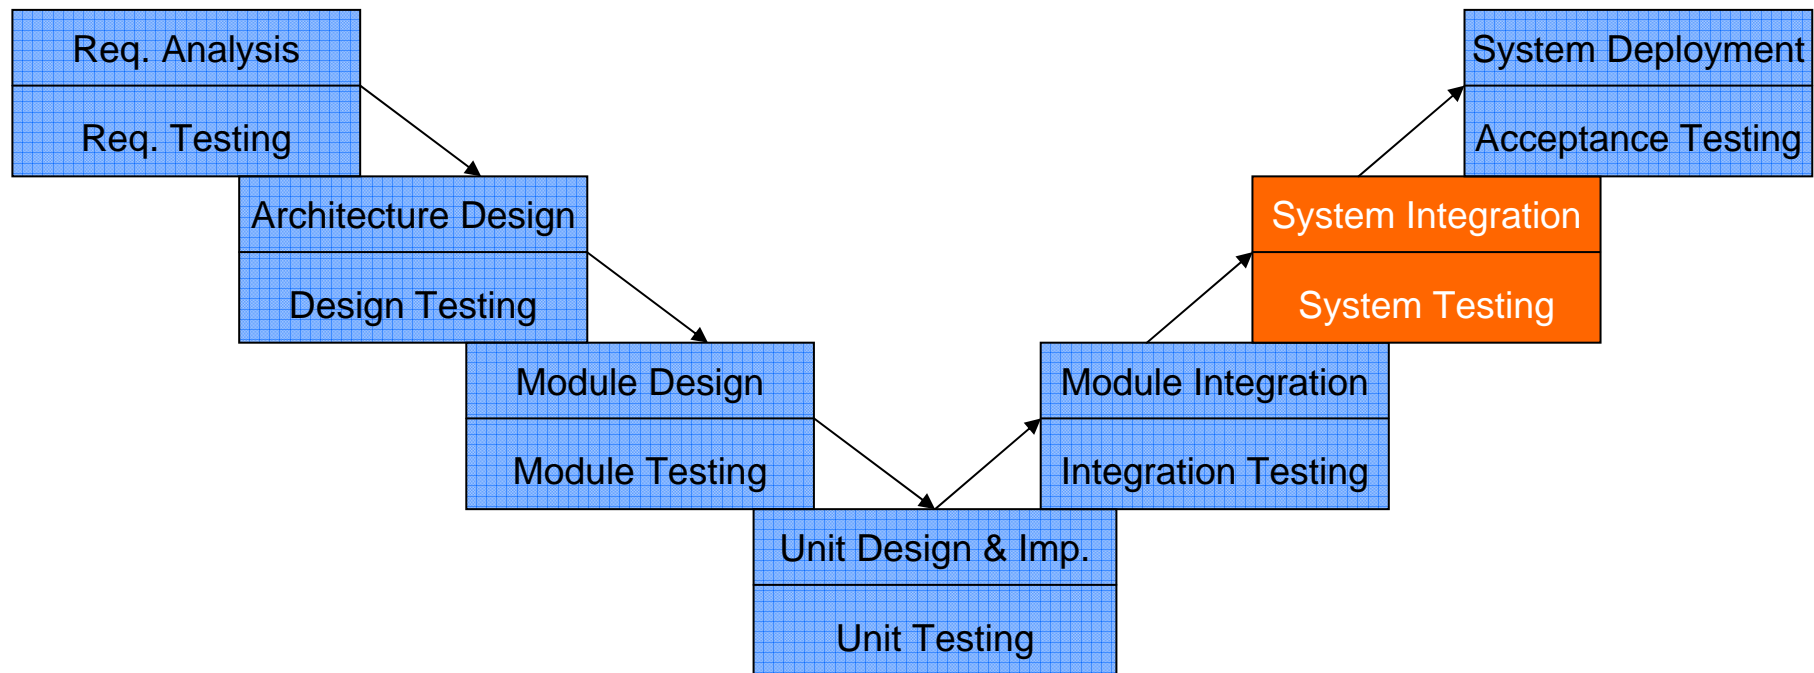 Req. Analysis
Req. Testing
Architecture Design
Design Testing
Module Design
Module Testing
Unit Design & Imp.
Unit Testing
Module Integration
Integration Testing
System Integration
System Testing
System Deployment
Acceptance Testing